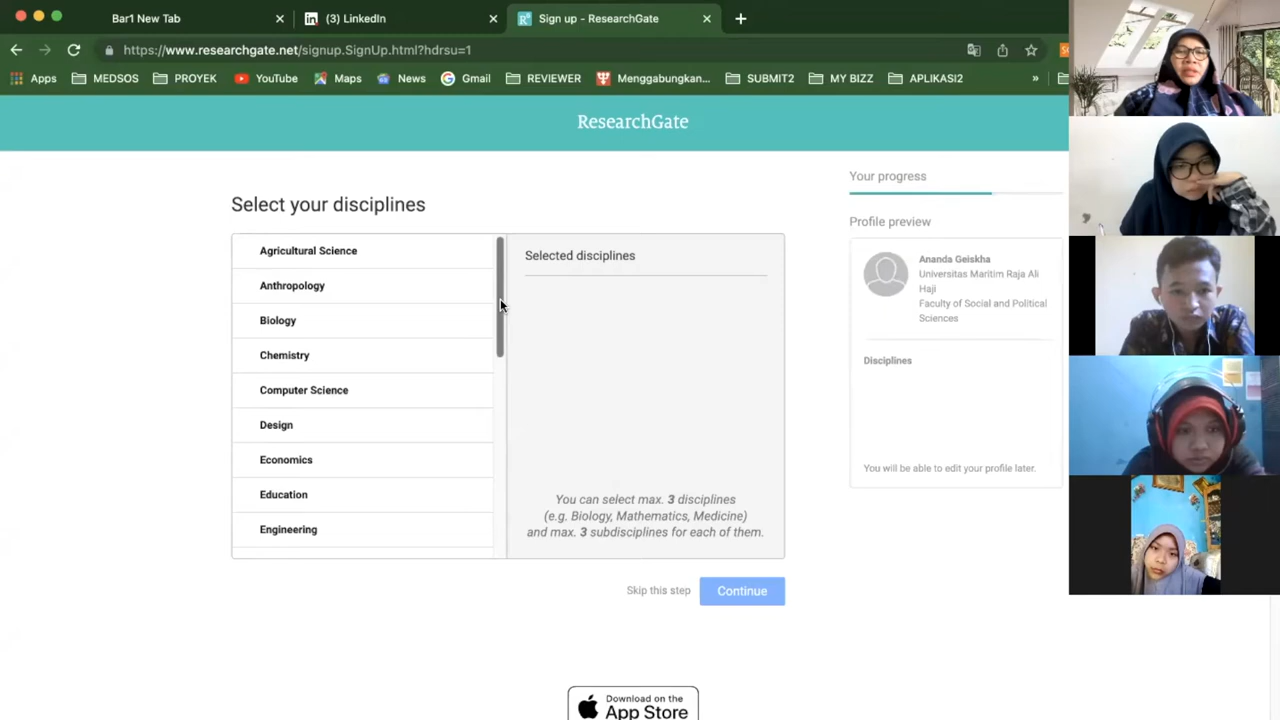 Bar1 New Tab
(3) LinkedIn
Sign up - ResearchGate
https://www.researchgate.net/signup.SignUp.html?hdrsu=1
Apps
MEDSOS
PROYEK
YouTube
Maps
News
Gmail
REVIEWER
Menggabungkan...
SUBMIT2
MY BIZZ
APLIKASI2
»
ResearchGate
Select your disciplines
Agricultural Science
Anthropology
Biology
Chemistry
Computer Science
Design
Economics
Education
Engineering
Selected disciplines
You can select max. 3 disciplines
(e.g. Biology, Mathematics, Medicine)
and max. 3 subdisciplines for each of them.
Skip this step
Continue
Your progress
Profile preview
Ananda Geiskha
Universitas Maritim Raja Ali
Haji
Faculty of Social and Political
Sciences
Disciplines
You will be able to edit your profile later.
Download on the
App Store